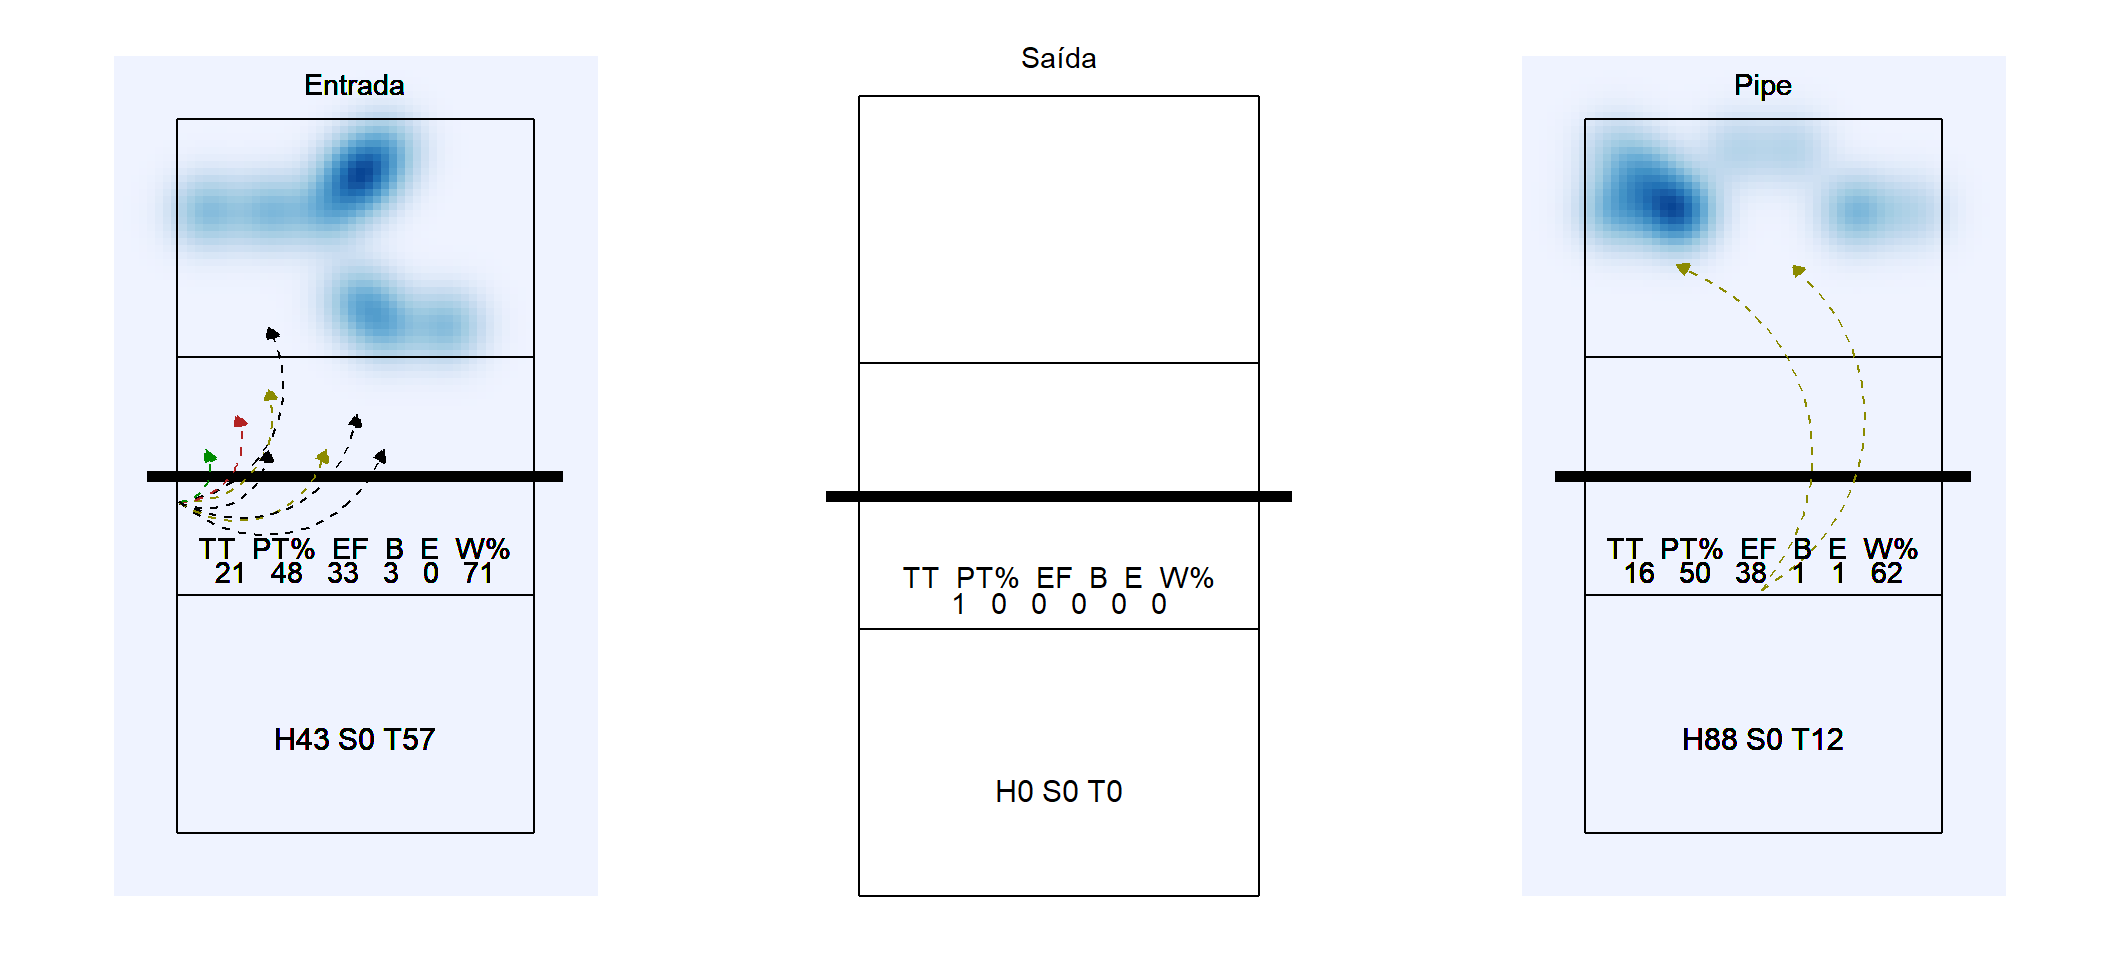 Entrada
TT PT% EF B E W%
21 48 33 3 0 71
H43 S0 T57
Saída
TT PT% EF B E W%
1 0 0 0 0 0
H0 S0 T0
Pipe
TT PT% EF B E W%
16 50 38 1 1 62
H88 S0 T12